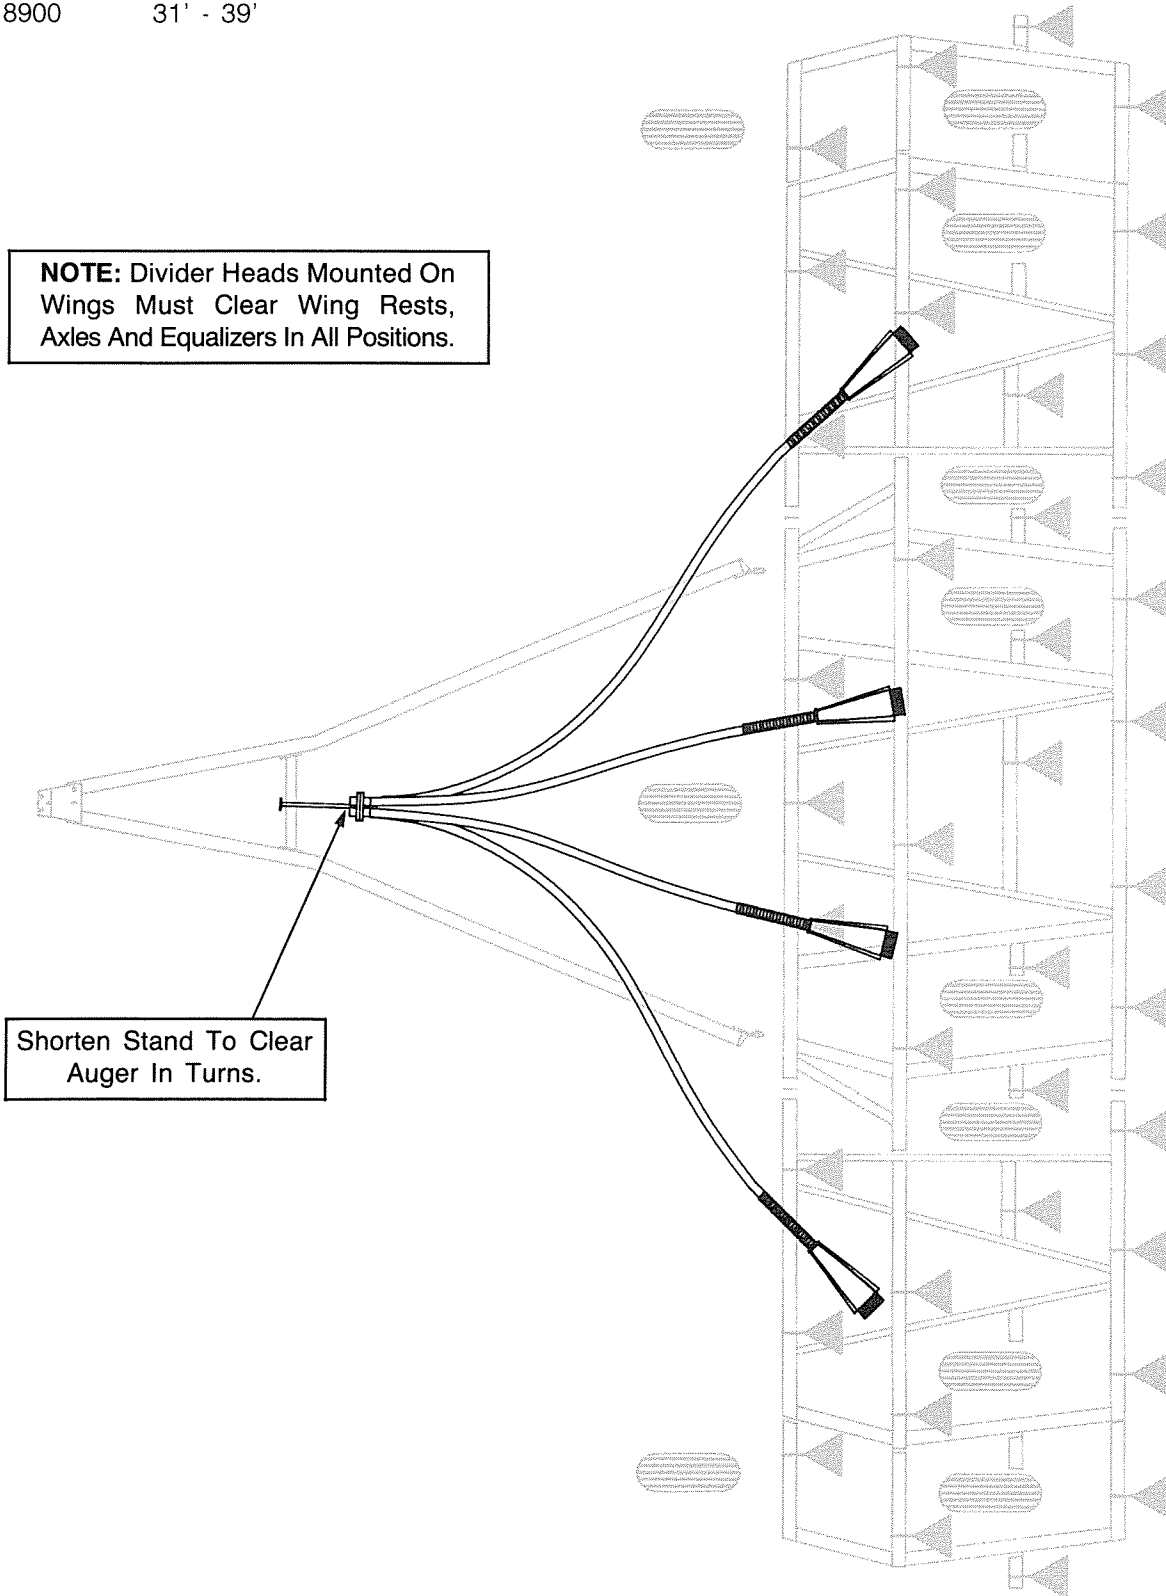 8900 31' - 39'
NOTE: Divider Heads Mounted On
Wings Must Clear Wing Rests,
Axles And Equalizers In All Positions.
Shorten Stand To Clear
Auger In Turns.